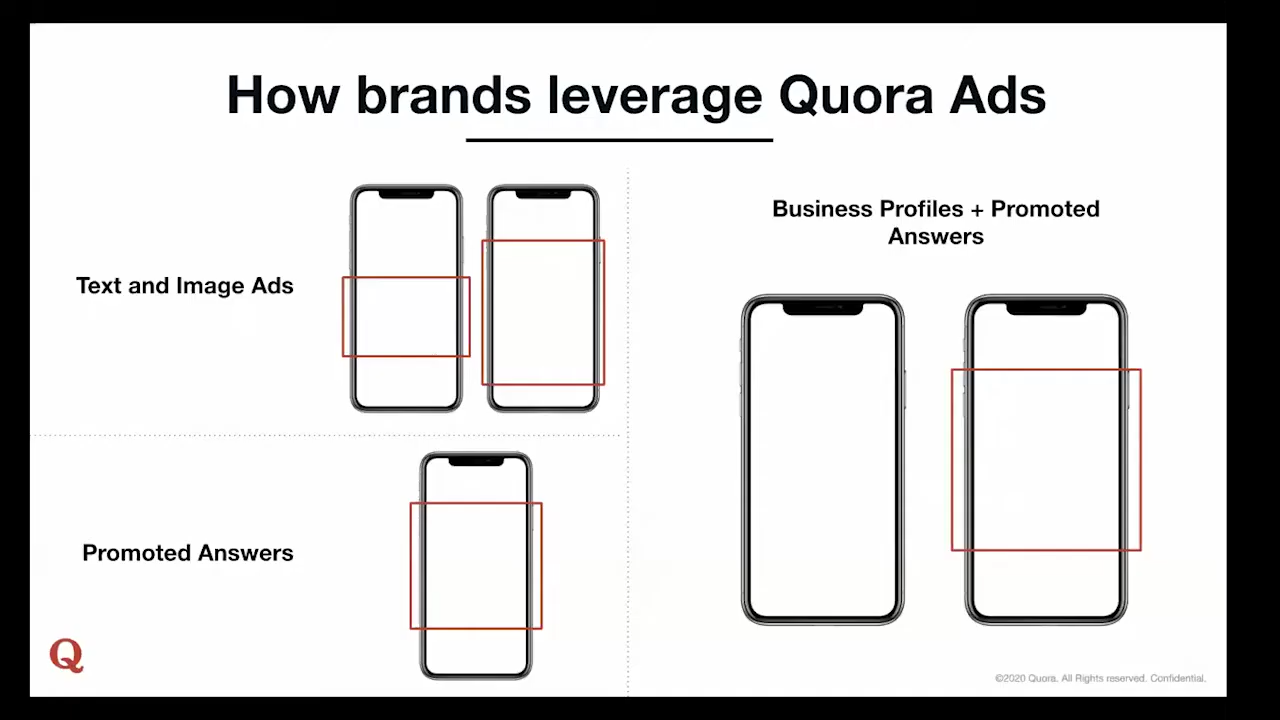 How brands leverage Quora Ads
Text and Image Ads
Promoted Answers
Business Profiles + Promoted
Answers
Q
©2020 Quora. All Rights reserved. Confidential.